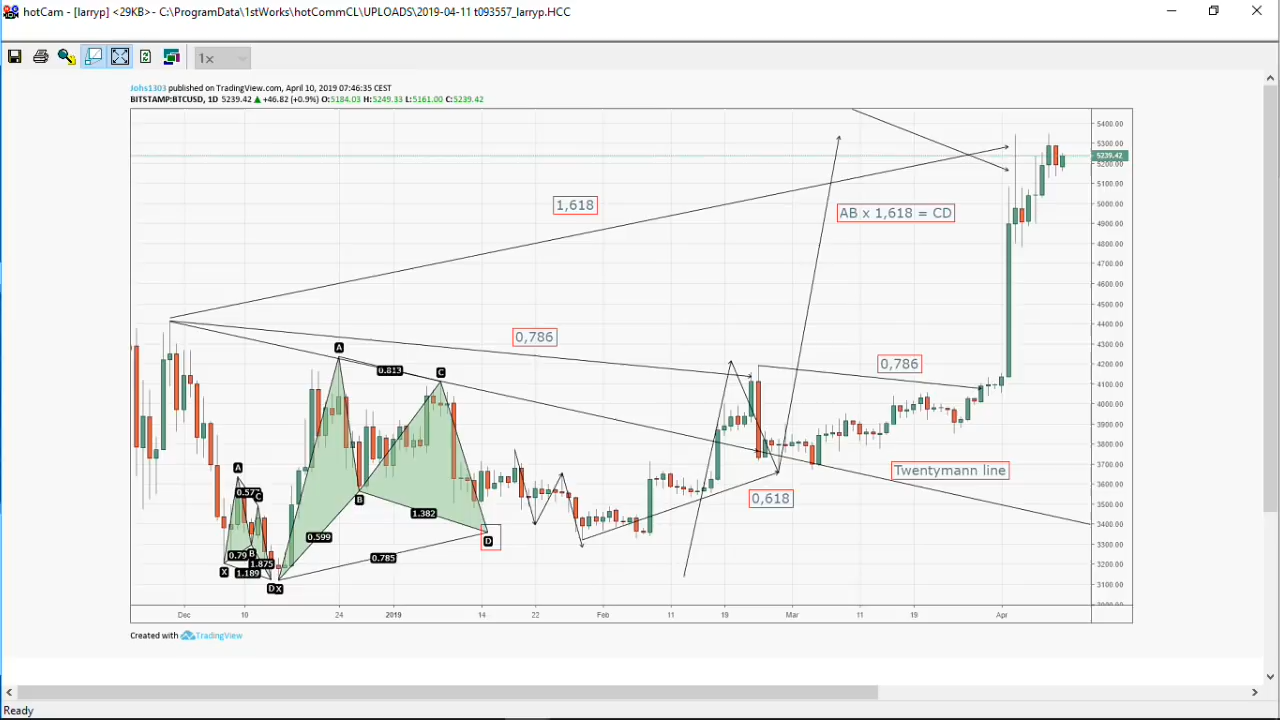 hotCam - [larryp] <29KB>- C:\ProgramData\1stWorks\hotCommCL\UPLOADS\2019-04-11 t093557_larryp.HCC
1x
Johs1303 published on TradingView.com, April 10, 2019 07:46:35 CEST
BITSTAMP:BTCUSD, 1D 5239.42 ▲ +46.82 (+0.9%) O:5184.03 H:5249.33 L:5161.00 C:5239.42
5400.00
5300.00
5239.42
5200.00
5100.00
5000.00
4900.00
4800.00
4700.00
4600.00
4500.00
4400.00
4300.00
4200.00
4100.00
4000.00
3900.00
3800.00
3700.00
3600.00
3500.00
3400.00
3300.00
3200.00
3100.00
1,618
AB x 1,618 = CD
0,786
0,786
A
0.813
C
Twentymann line
0,618
A
C
B
1.382
0.599
D
B
0.785
1.875
X
1.189
D
X
Dec 10 24 2019 14 22 Feb 11 19 Mar 11 19 Apr
Created with TradingView
Ready